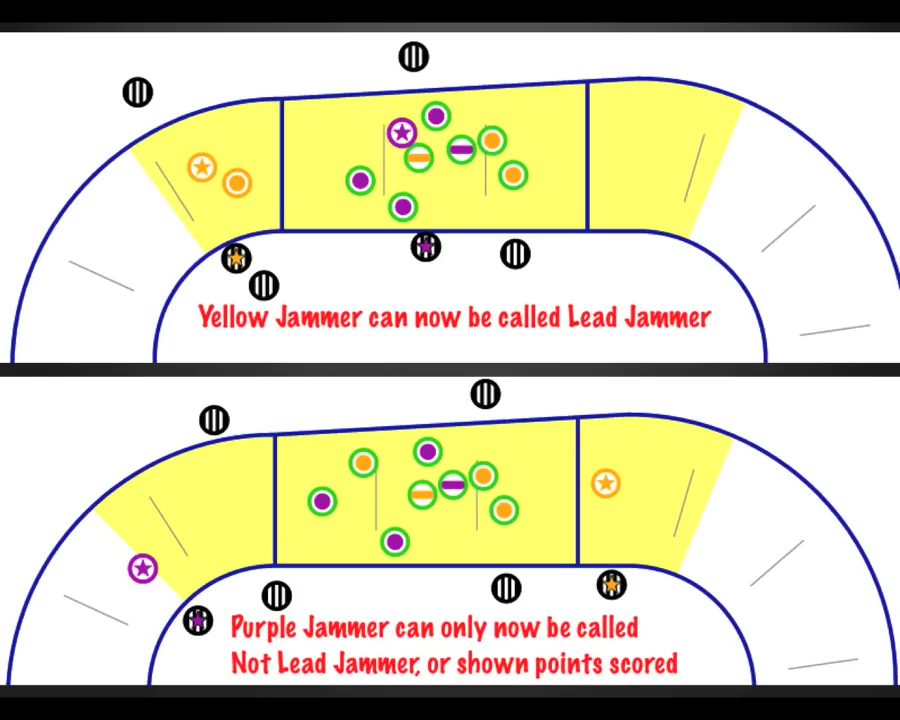 Yellow Jammer can now be called Lead Jammer
Purple Jammer can only now be called
Not Lead Jammer, or shown points scored